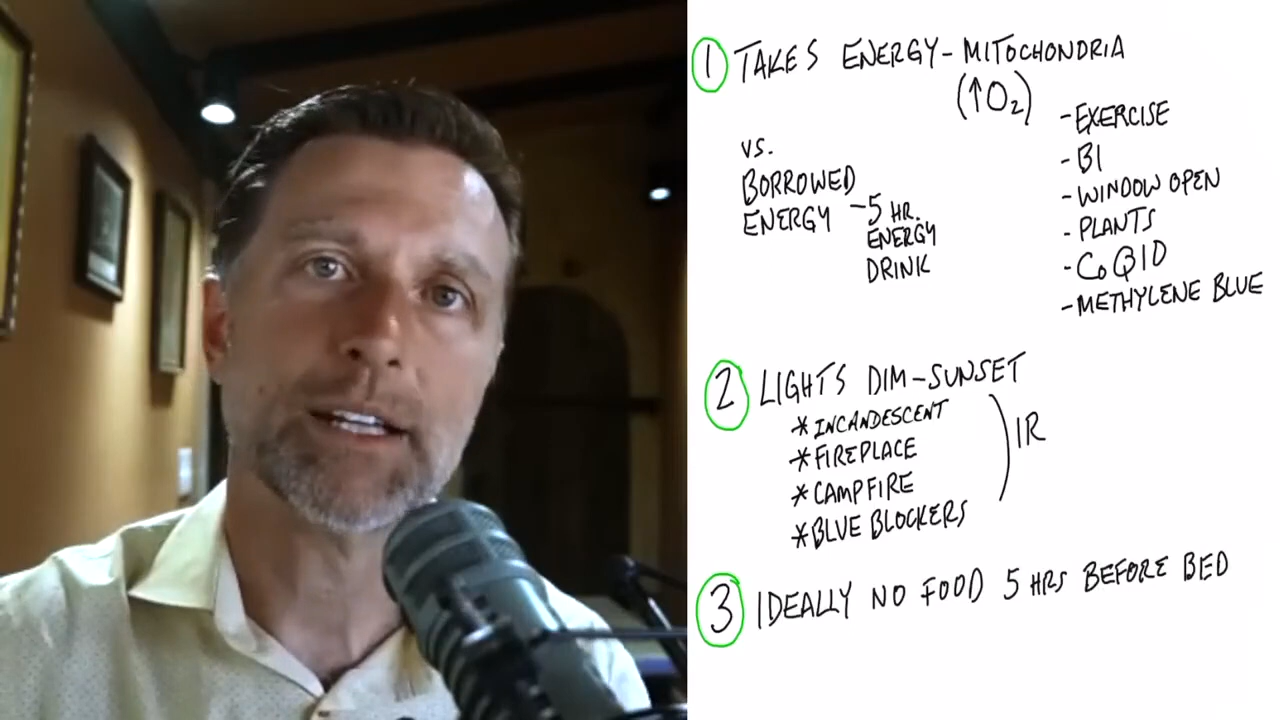 1 TAKES ENERGY-MITOCHONDRIA
(↑O₂)
-EXERCISE
-B1
-WINDOW OPEN
-PLANTS
-CoQ10
-METHYLENE BLUE
VS.
BORROWED
ENERGY -5 HR.
ENERGY
DRINK
2 LIGHTS DIM-SUNSET
*INCANDESCENT
*FIREPLACE
*CAMPFIRE
*BLUE BLOCKERS
IR
3 IDEALLY NO FOOD 5 HRS BEFORE BED